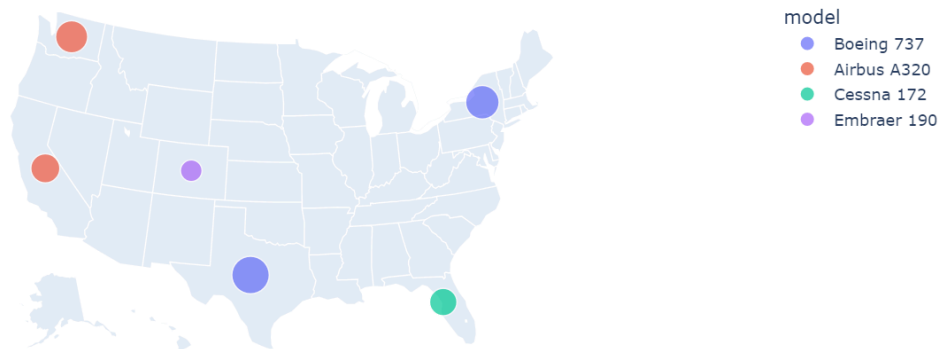 model
Boeing 737
Airbus A320
Cessna 172
Embraer 190